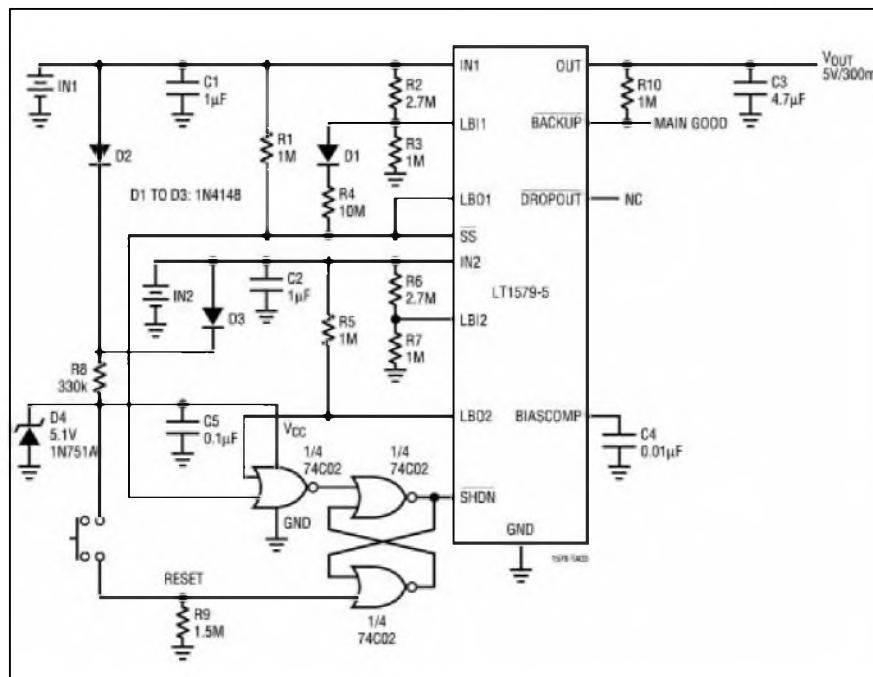 IN1
C1
1µF
R1
1M
R2
2.7M
LBI1
R3
1M
D1
R4
10M
D2
D1 TO D3: 1N4148
LBO1
SS
IN1
OUT
VOUT
5V/300m
R10
1M
C3
4.7µF
BACKUP
MAIN GOOD
DROPOUT
NC
IN2
C2
1µF
IN2
D3
R5
1M
R6
2.7M
LBI2
R7
1M
LT1579-5
R8
330k
D4
5.1V
1N751A
C5
0.1µF
VCC
LBO2
BIASCOMP
C4
0.01µF
1/4
74C02
1/4
74C02
GND
SHDN
GND
RESET
R9
1.5M
1/4
74C02